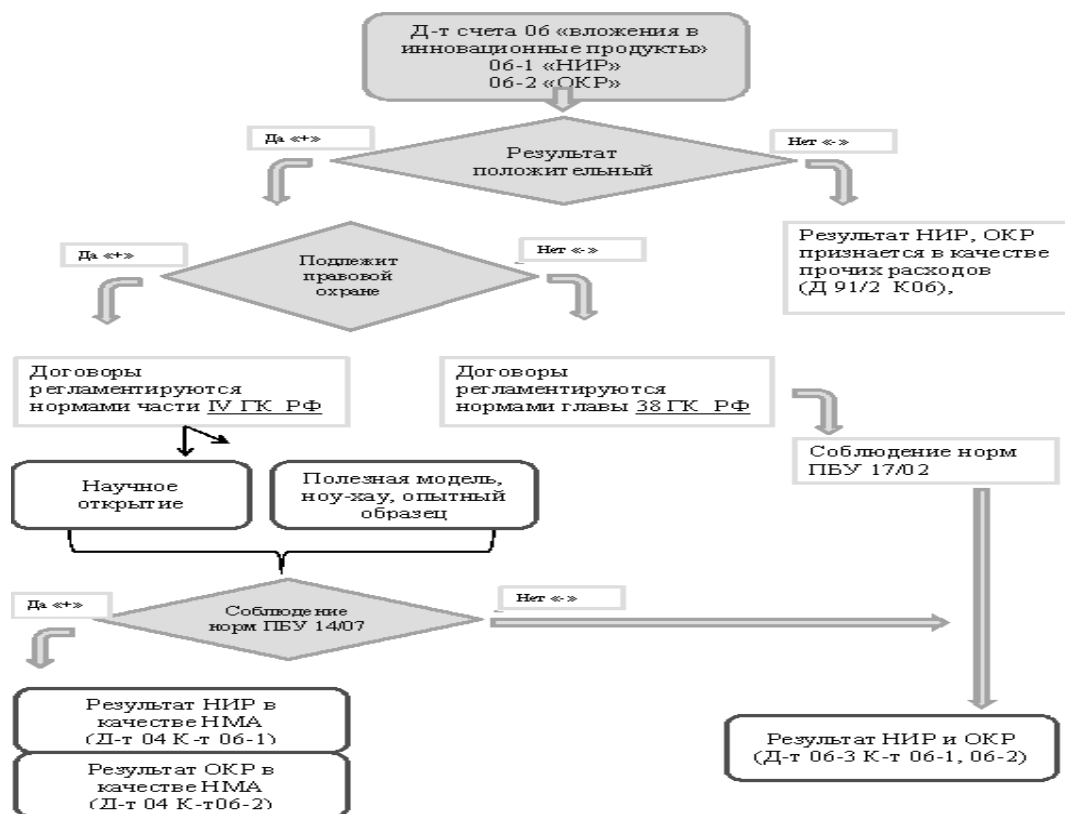 Д-т счета 06 «вложения в
инновационные продукты»
06-1 «НИР»
06-2 «ОКР»
Да «+»
Результат
положительный
Нет «-»
Да «+»
Подлежит
правовой
охране
Нет «-»
Результат НИР, ОКР
признается в качестве
прочих расходов
(Д 91/2 К06),
Договоры
регламентируются
нормами части IV ГК РФ
Договоры
регламентируются
нормами главы 38 ГК РФ
Соблюдение норм
ПБУ 17/02
Научное
открытие
Полезная модель,
ноу-хау, опытный
образец
Да «+»
Соблюдение
норм ПБУ 14/07
Нет «-»
Результат НИР в
качестве НМА
(Д-т 04 К-т 06-1)
Результат ОКР в
качестве НМА
(Д-т 04 К-т06-2)
Результат НИР и ОКР
(Д-т 06-3 К-т 06-1, 06-2)